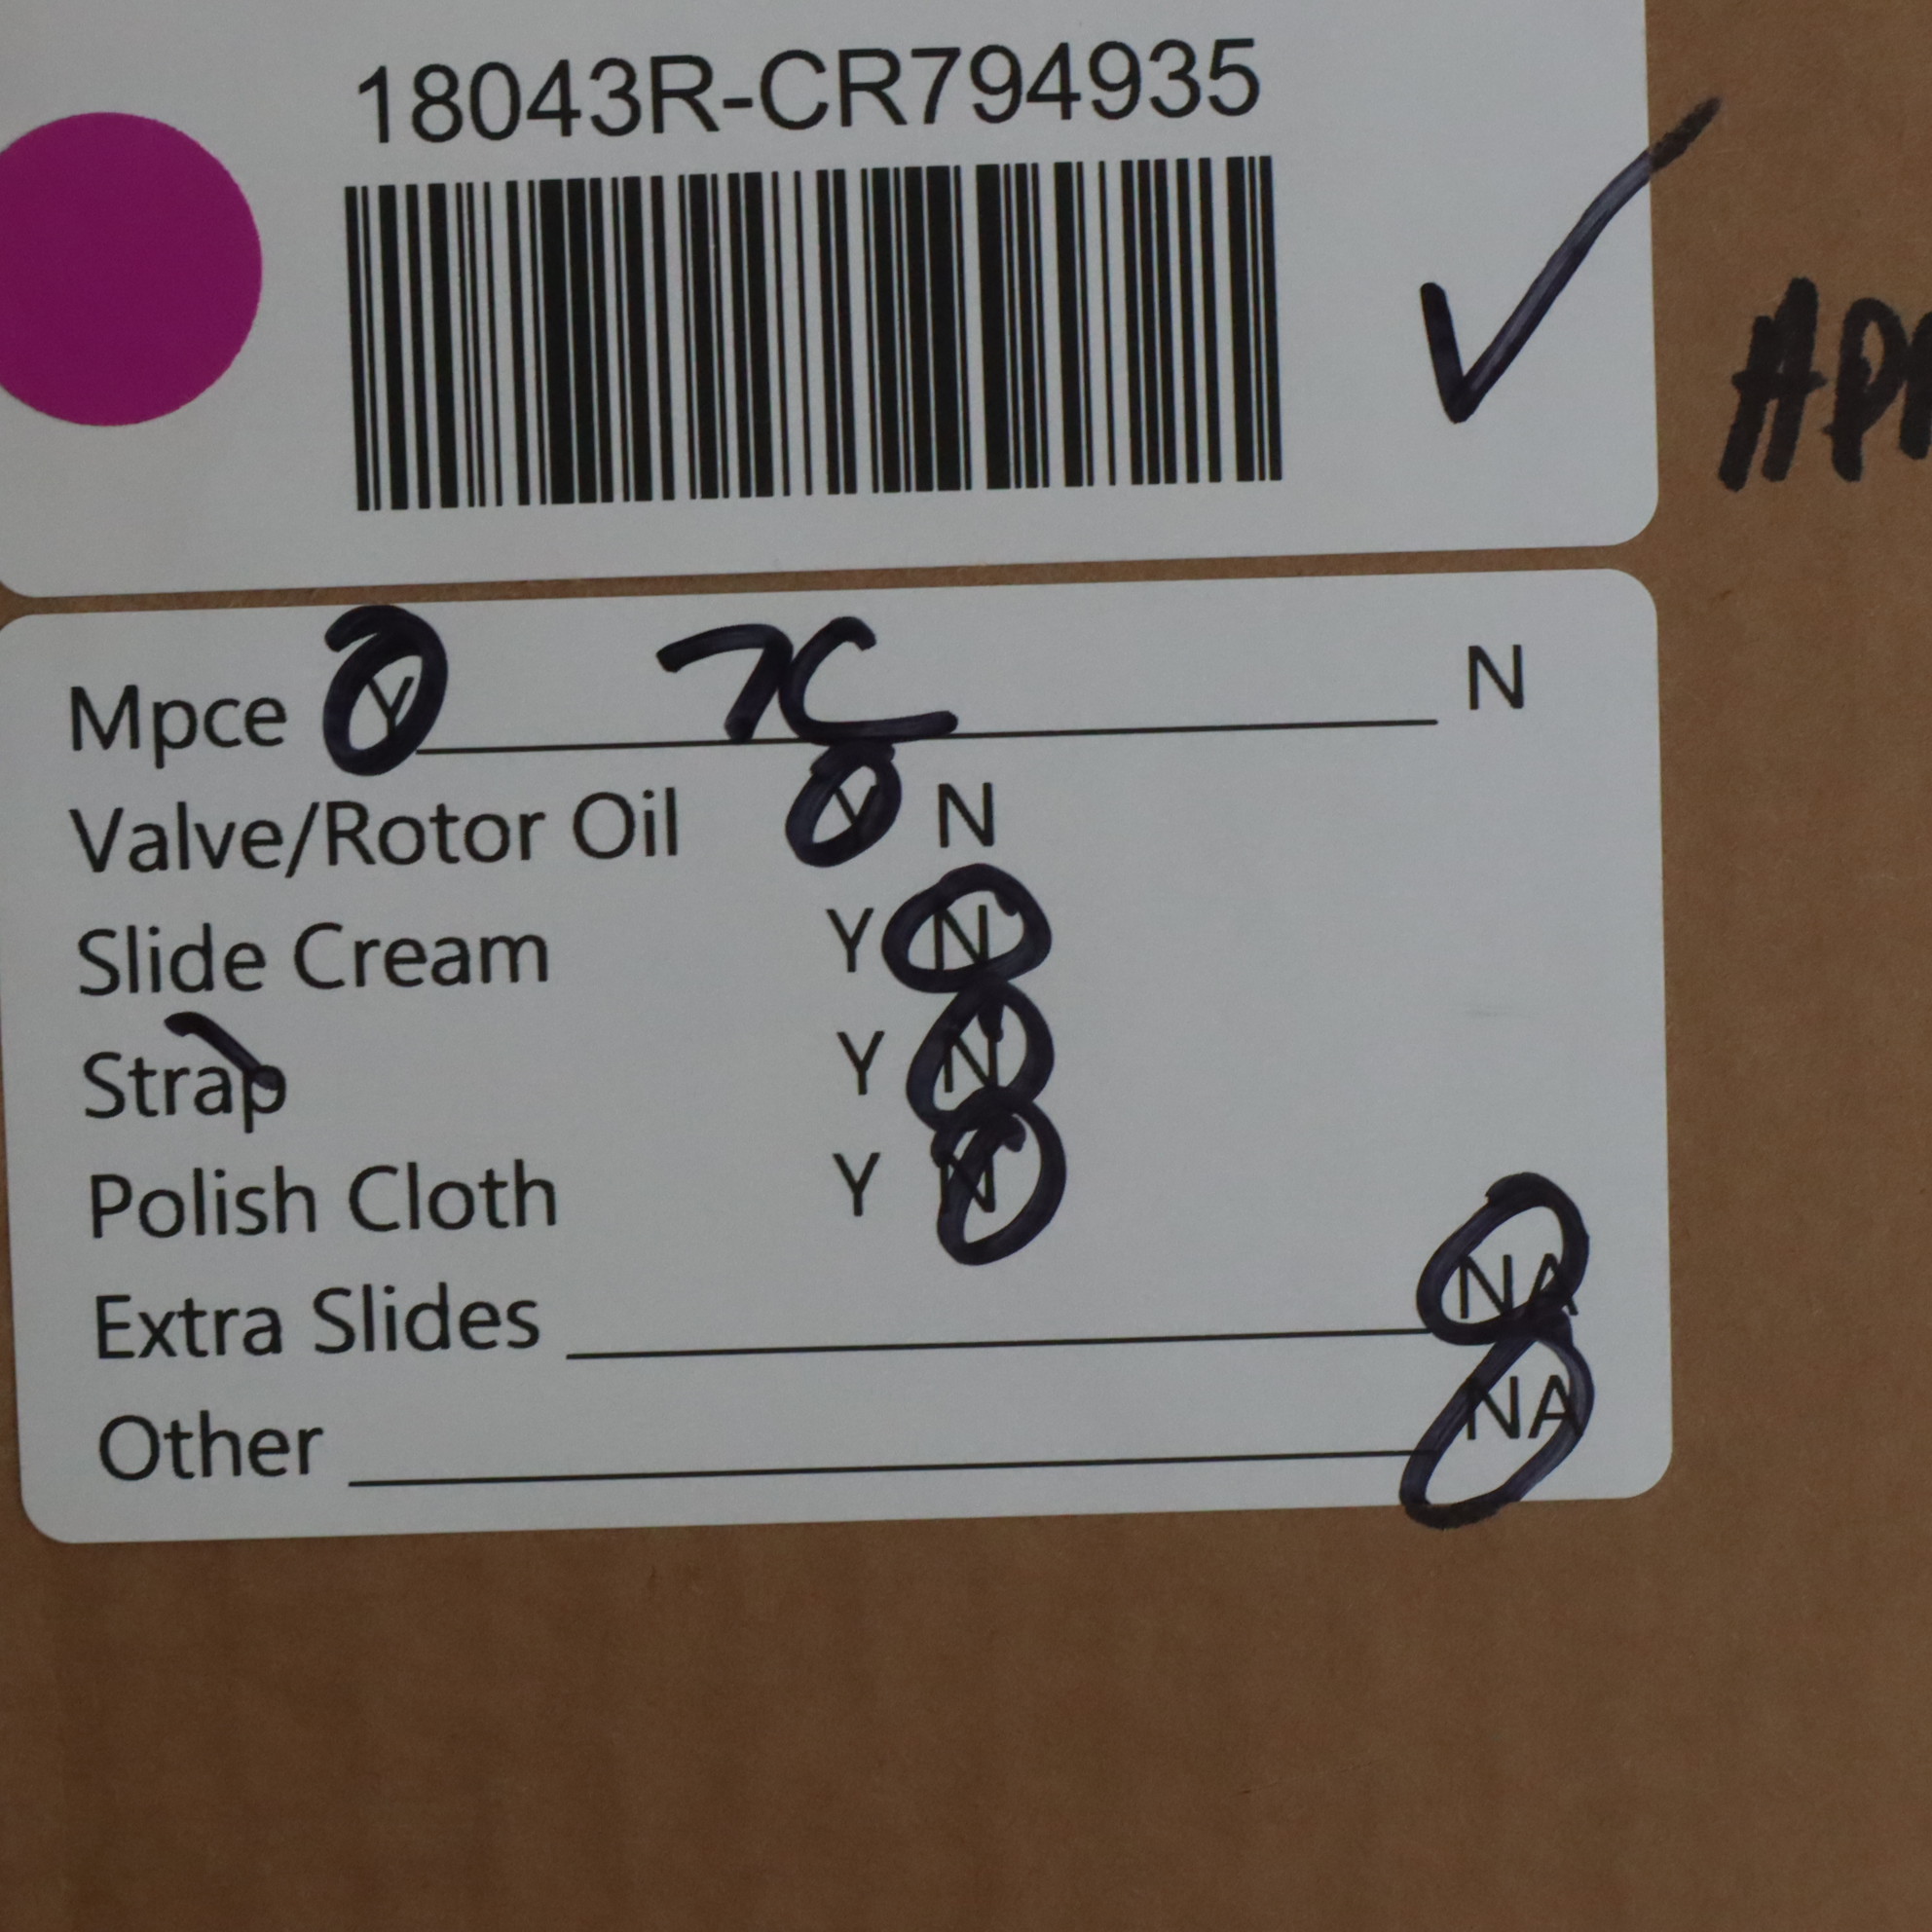 18043R-CR794935
Mpce Y 7C N
Valve/Rotor Oil Y N
Slide Cream Y N
Strap Y N
Polish Cloth Y N
Extra Slides NA
Other NA